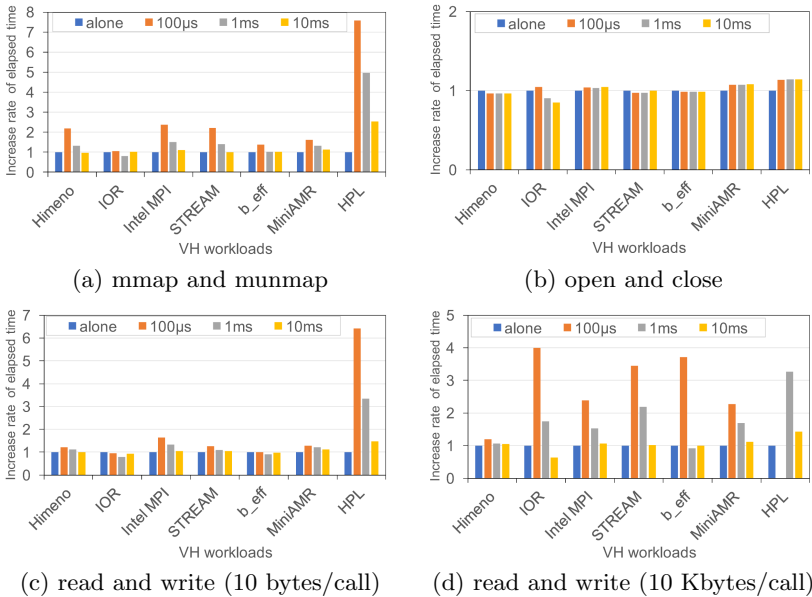 Increase rate of elapsed time
8
7
6
5
4
3
2
1
0
alone 100µs 1ms 10ms
Himeno
IOR
Intel MPI
STREAM
b_eff
MiniAMR
HPL
VH workloads
(a) mmap and munmap
Increase rate of elapsed time
2
1
0
alone 100µs 1ms 10ms
Himeno
IOR
Intel MPI
STREAM
b_eff
MiniAMR
HPL
VH workloads
(b) open and close
Increase rate of elapsed time
7
6
5
4
3
2
1
0
alone 100µs 1ms 10ms
Himeno
IOR
Intel MPI
STREAM
b_eff
MiniAMR
HPL
VH workloads
(c) read and write (10 bytes/call)
Increase rate of elapsed time
5
4
3
2
1
0
alone 100µs 1ms 10ms
Himeno
IOR
Intel MPI
STREAM
b_eff
MiniAMR
HPL
VH workloads
(d) read and write (10 Kbytes/call)